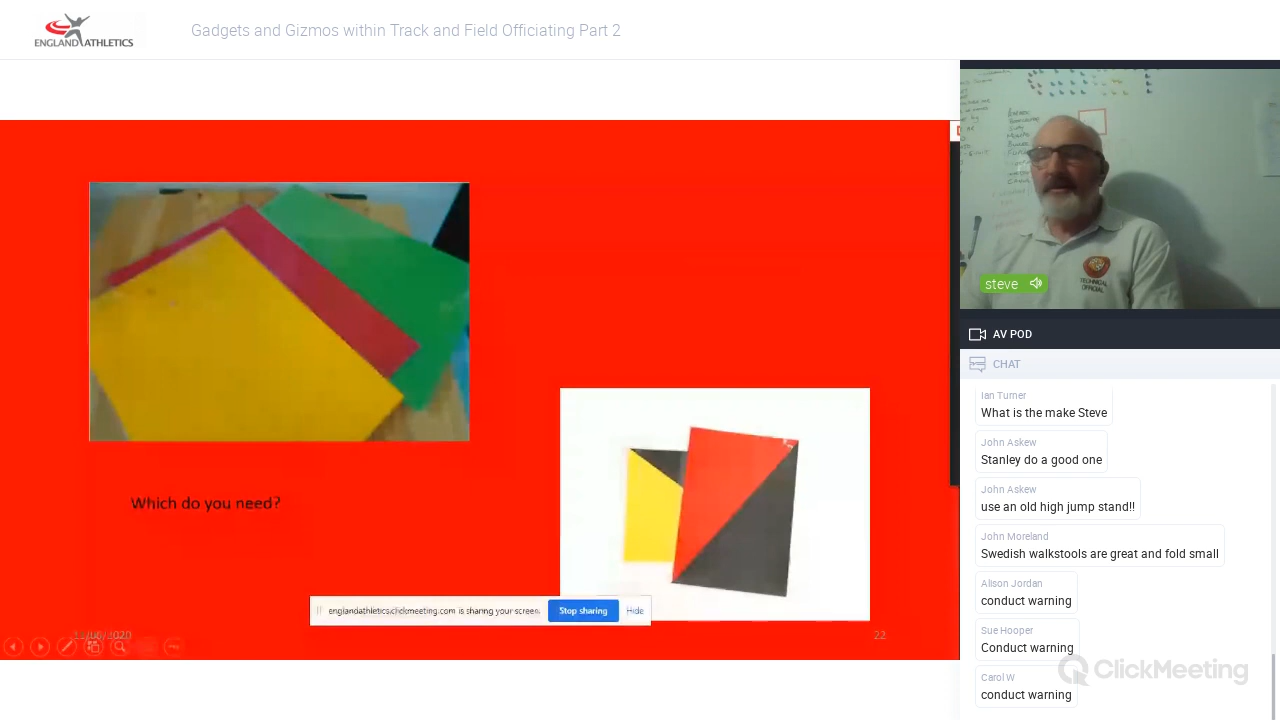 ENGLAND ATHLETICS
Gadgets and Gizmos within Track and Field Officiating Part 2
Which do you need?
englandathletics.clickmeeting.com is sharing your screen.
Stop sharing
Hide
22
TECHNICAL
OFFICIAL
steve
AV POD
CHAT
Ian Turner
What is the make Steve
John Askew
Stanley do a good one
John Askew
use an old high jump stand!!
John Moreland
Swedish walkstools are great and fold small
Alison Jordan
conduct warning
Sue Hooper
Conduct warning
Carol W
conduct warning
ClickMeeting